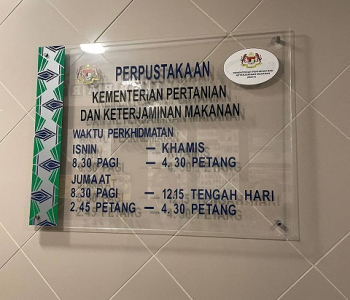 PERPUSTAKAAN
KEMENTERIAN PERTANIAN
DAN KETERJAMINAN MAKANAN
WAKTU PERKHIDMATAN
ISNIN – KHAMIS
8.30 PAGI – 4.30 PETANG
JUMAAT
8.30 PAGI – 12.15 TENGAH HARI
2.45 PETANG – 4.30 PETANG